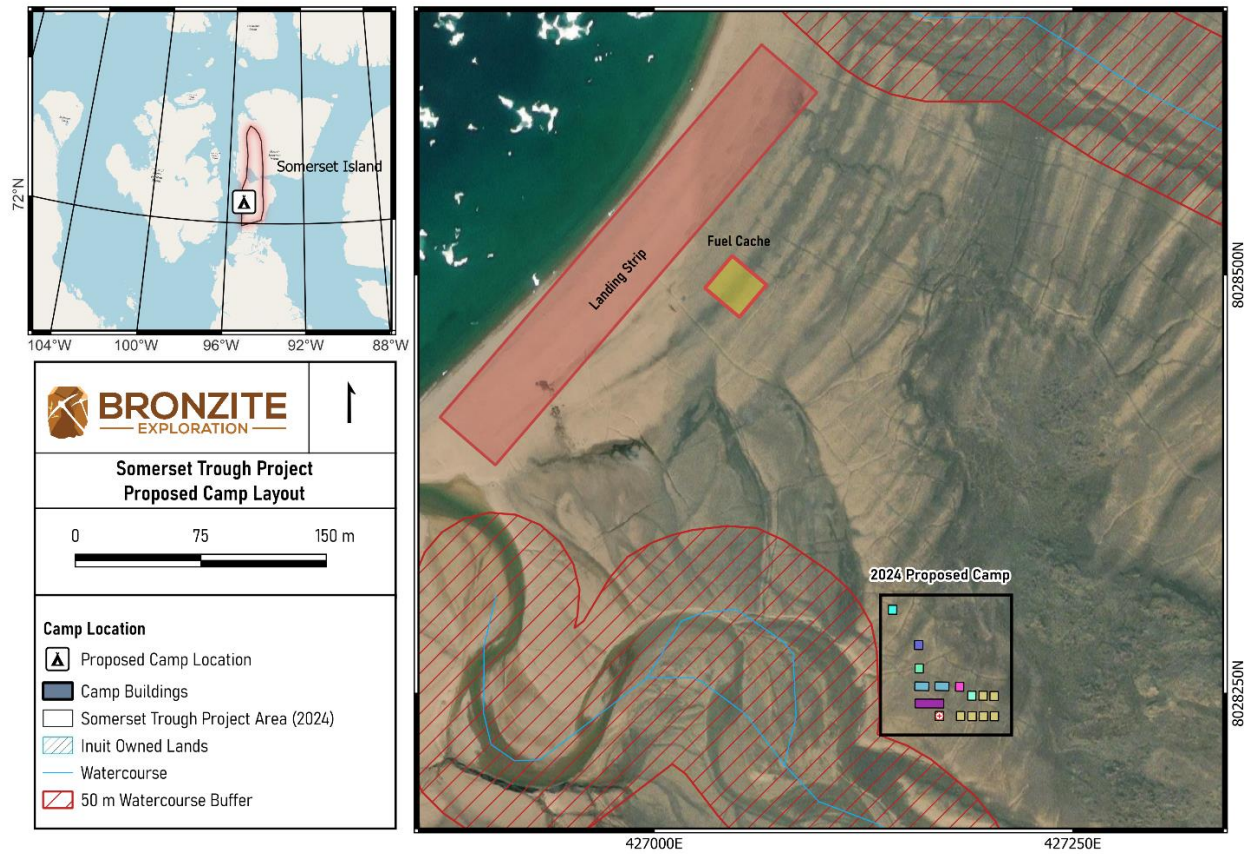 Somerset Island
72°N
104°W
100°W
96°W
92°W
88°W
BRONZITE
EXPLORATION
Somerset Trough Project
Proposed Camp Layout
0
75
150 m
Camp Location
Proposed Camp Location
Camp Buildings
Somerset Trough Project Area (2024)
Inuit Owned Lands
Watercourse
50 m Watercourse Buffer
Landing Strip
Fuel Cache
2024 Proposed Camp
8028500N
8028250N
427000E
427250E